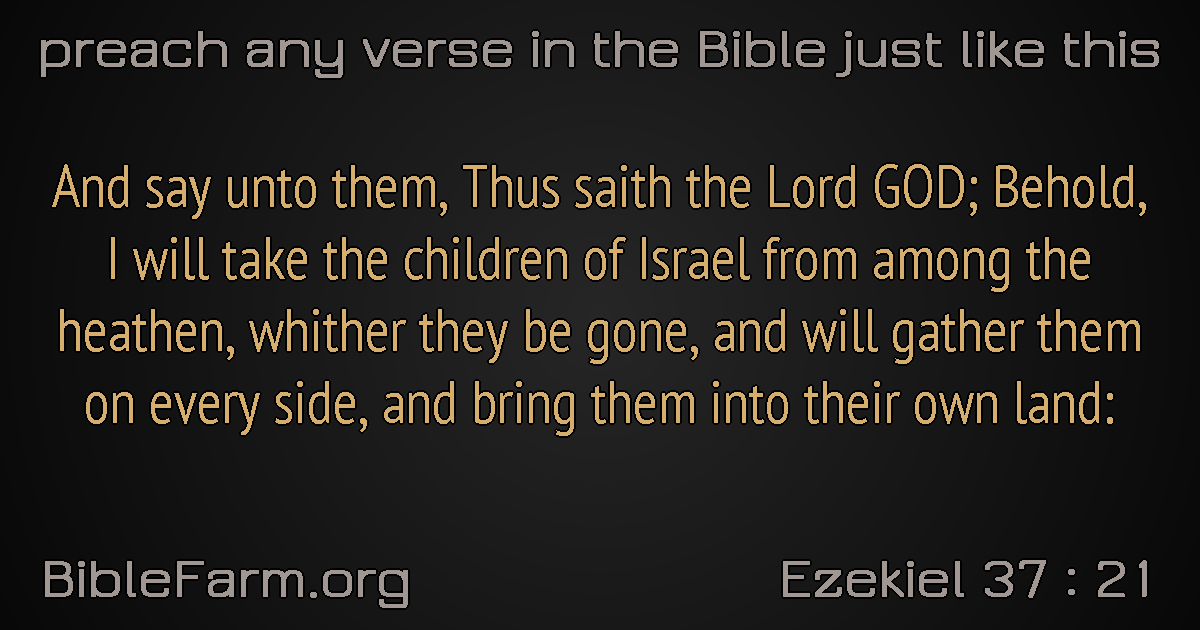 preach any verse in the Bible just like this
And say unto them, Thus saith the Lord GOD; Behold,
I will take the children of Israel from among the
heathen, whither they be gone, and will gather them
on every side, and bring them into their own land:
BibleFarm.org
Ezekiel 37 : 21